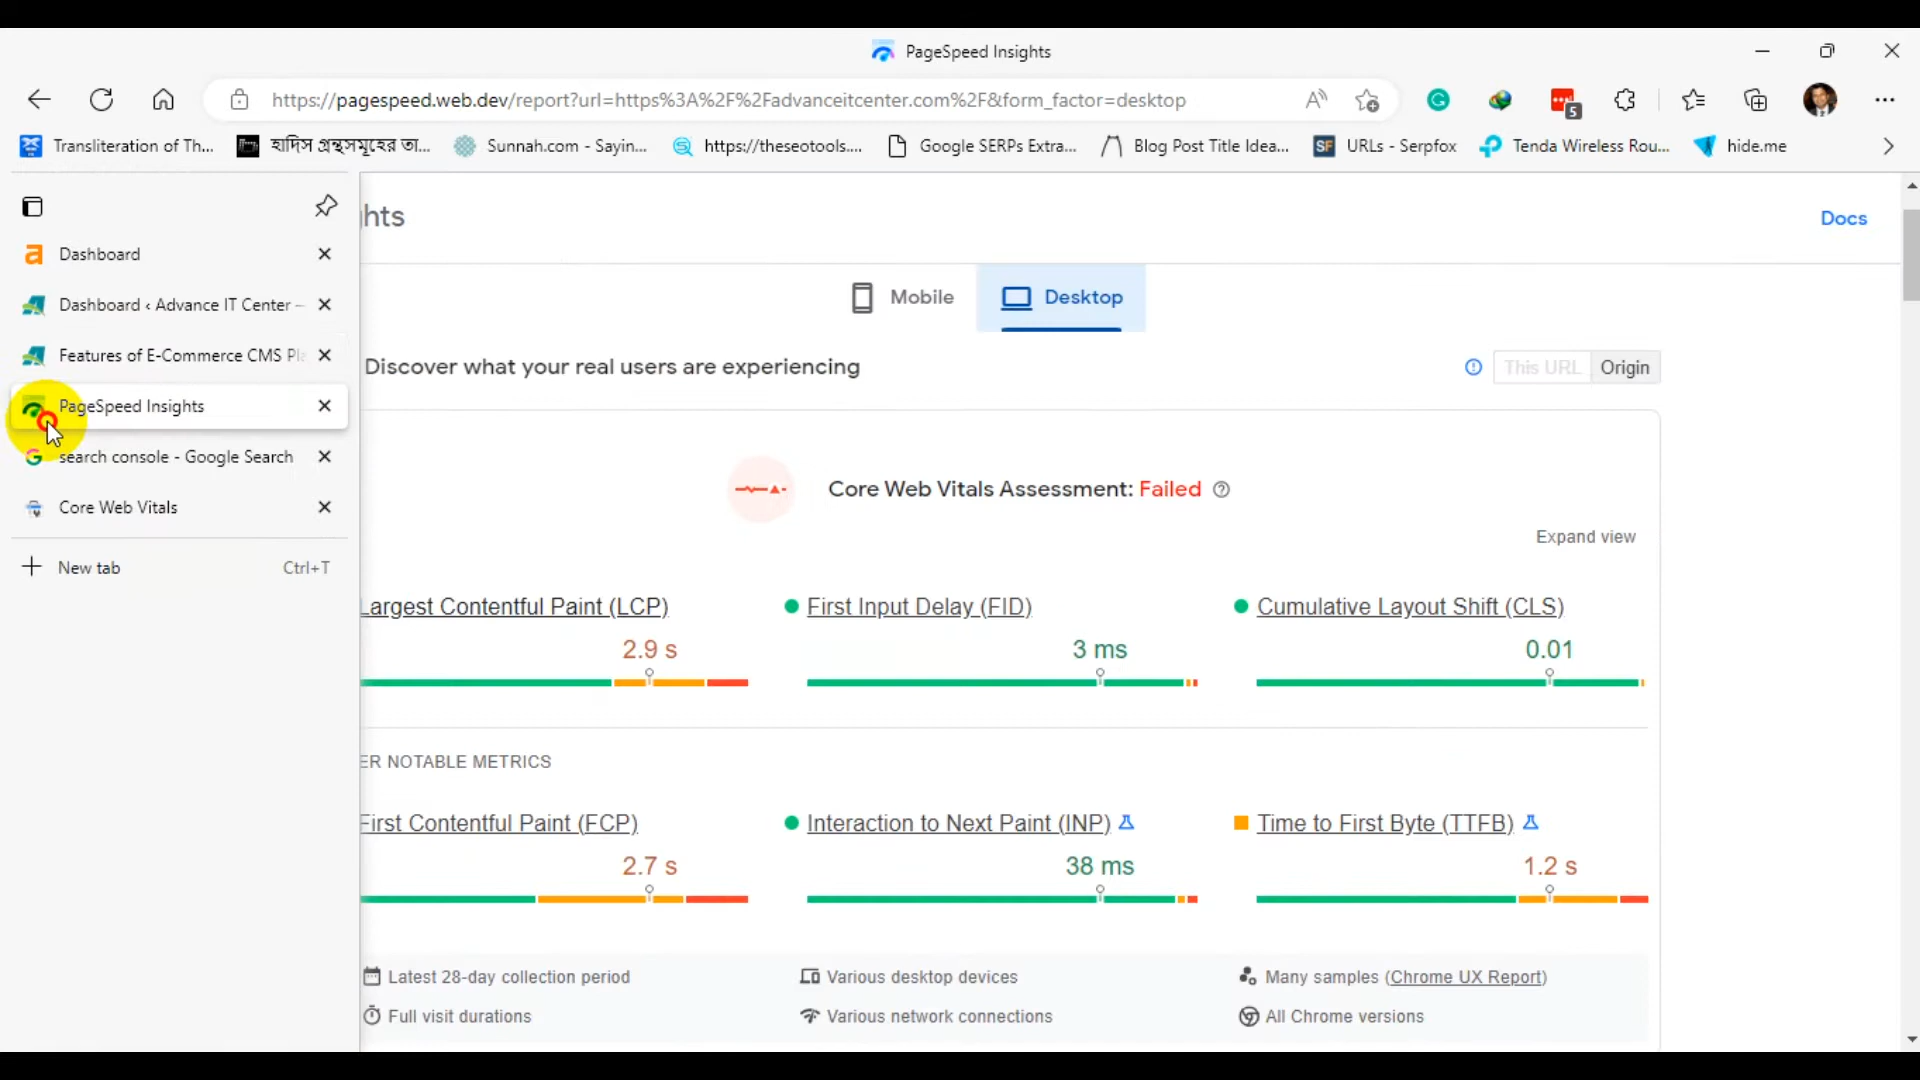 PageSpeed Insights
https://pagespeed.web.dev/report?url=https%3A%2F%2Fadvanceitcenter.com%2F&form_factor=desktop
5
Transliteration of Th...
হাদিস গ্রন্থসমূহের তা...
Sunnah.com - Sayin...
https://theseotools....
Google SERPs Extra...
Blog Post Title Idea...
SF
URLs - Serpfox
Tenda Wireless Rou...
hide.me
Dashboard
Dashboard ‹ Advance IT Center –
Features of E-Commerce CMS Pl
PageSpeed Insights
search console - Google Search
Core Web Vitals
New tab
Ctrl+T
hts
Docs
Mobile
Desktop
Discover what your real users are experiencing
This URL
Origin
Core Web Vitals Assessment: Failed
Expand view
Largest Contentful Paint (LCP)
2.9 s
First Input Delay (FID)
3 ms
Cumulative Layout Shift (CLS)
0.01
ER NOTABLE METRICS
First Contentful Paint (FCP)
2.7 s
Interaction to Next Paint (INP)
38 ms
Time to First Byte (TTFB)
1.2 s
Latest 28-day collection period
Various desktop devices
Many samples (Chrome UX Report)
Full visit durations
Various network connections
All Chrome versions